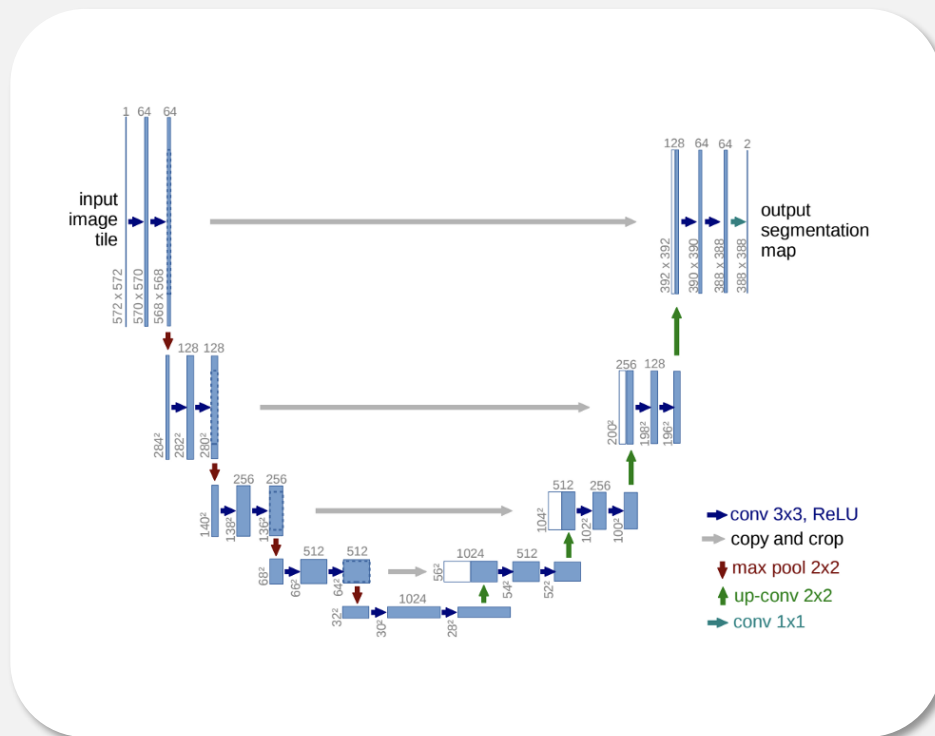 1 64 64
input
image
tile
572 x 572
570 x 570
568 x 568
128 64 64 2
output
segmentation
map
392 x 392
390 x 390
388 x 388
388 x 388
128 128
284²
282²
280²
256 128
200²
198²
196²
256 256
140²
138²
136²
512 256
104²
102²
100²
512 512
68²
66²
64²
1024 512
56²
54²
52²
1024
32²
30²
28²
conv 3x3, ReLU
copy and crop
max pool 2x2
up-conv 2x2
conv 1x1